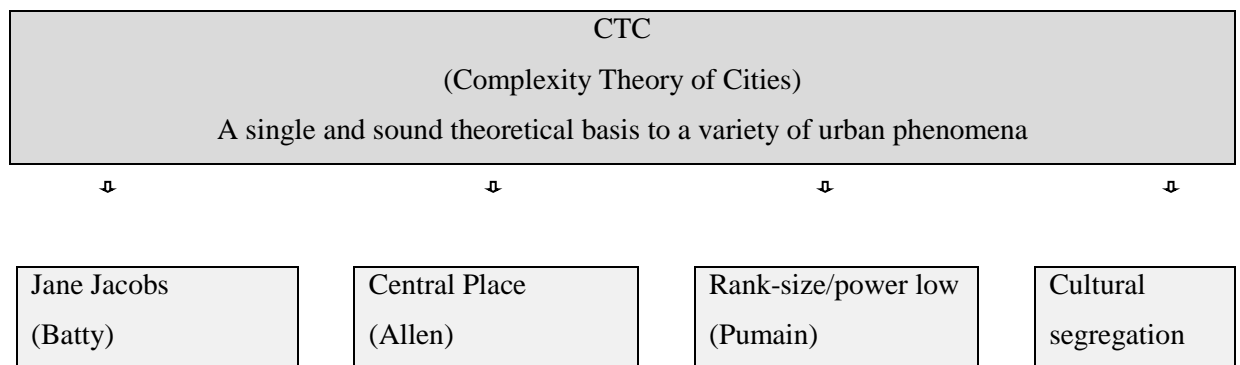 CTC
(Complexity Theory of Cities)
A single and sound theoretical basis to a variety of urban phenomena
Jane Jacobs
(Batty)
Central Place
(Allen)
Rank-size/power low
(Pumain)
Cultural
segregation